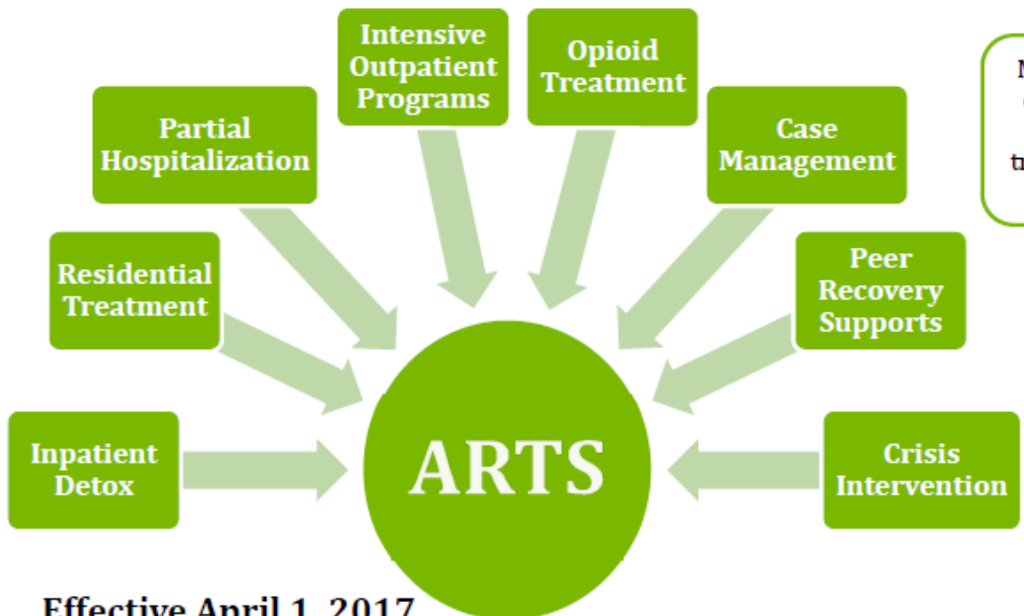 Intensive
Outpatient
Programs
Opioid
Treatment
Partial
Hospitalization
Case
Management
Residential
Treatment
Peer
Recovery
Supports
Inpatient
Detox
ARTS
Crisis
Intervention
Effective April 1, 2017